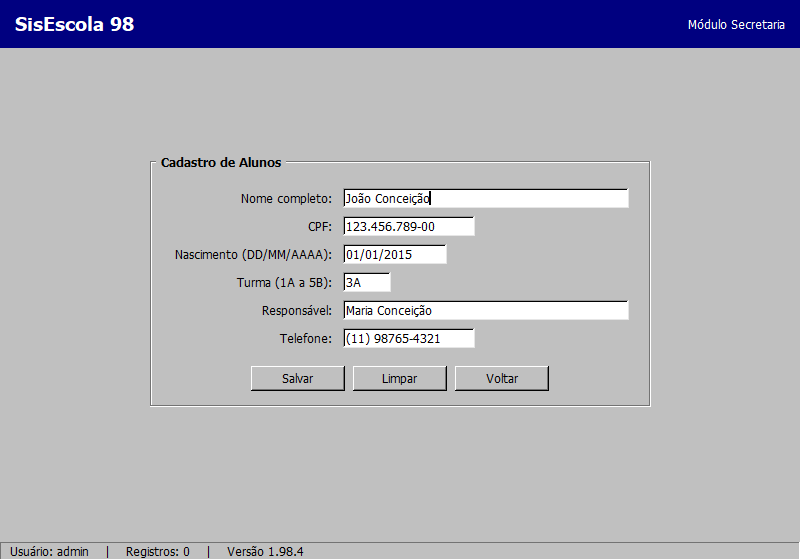 SisEscola 98
Módulo Secretaria
Cadastro de Alunos
Nome completo: João Conceição
CPF: 123.456.789-00
Nascimento (DD/MM/AAAA): 01/01/2015
Turma (1A a 5B): 3A
Responsável: Maria Conceição
Telefone: (11) 98765-4321
Salvar Limpar Voltar
Usuário: admin | Registros: 0 | Versão 1.98.4